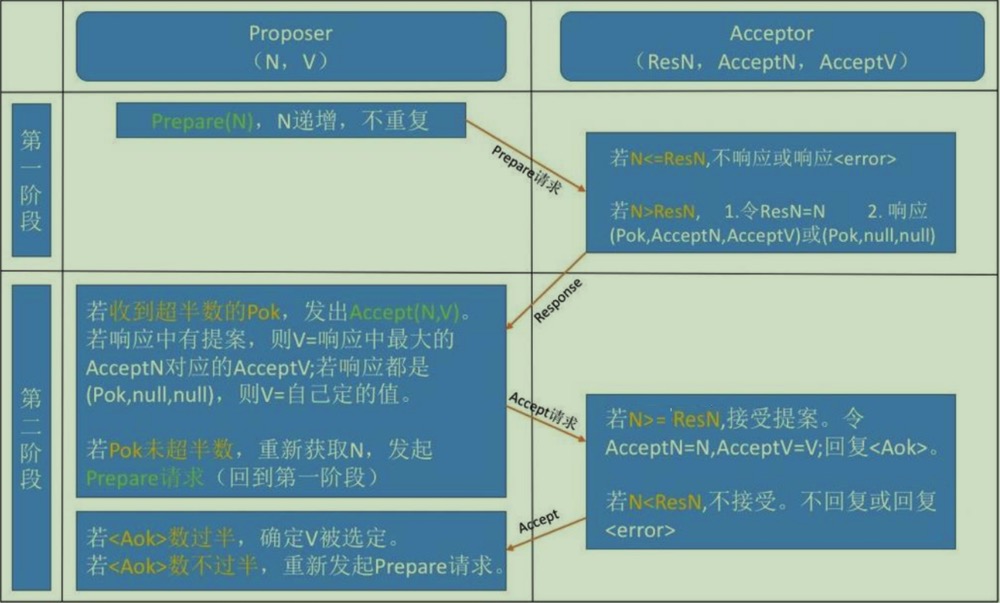 Proposer
（N，V）
Acceptor
（ResN，AcceptN，AcceptV）
第一阶段
Prepare(N)，N递增，不重复
Prepare请求
若N<=ResN,不响应或响应<error>
若N>ResN, 1.令ResN=N 2. 响应
(Pok,AcceptN,AcceptV)或(Pok,null,null)
Response
第二阶段
若收到超半数的Pok，发出Accept(N,V)。
若响应中有提案，则V=响应中最大的
AcceptN对应的AcceptV;若响应都是
(Pok,null,null)，则V=自己定的值。
若Pok未超半数，重新获取N，发起
Prepare请求（回到第一阶段）
Accept请求
若N>= ResN,接受提案。令
AcceptN=N,AcceptV=V;回复<Aok>。
若N<ResN,不接受。不回复或回复
<error>
Accept
若<Aok>数过半，确定V被选定。
若<Aok>数不过半，重新发起Prepare请求。